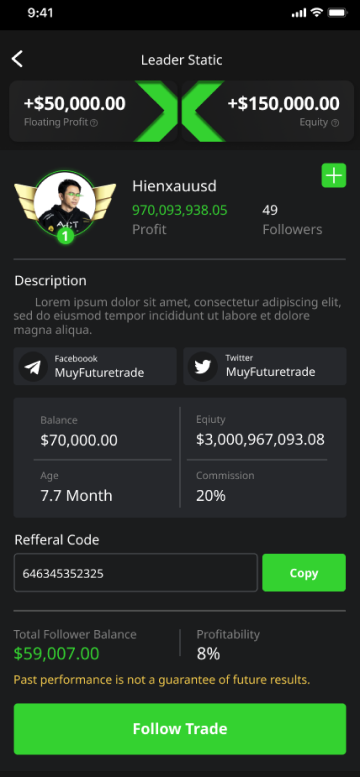 9:41
Leader Static
+$50,000.00
Floating Profit ?
+$150,000.00
Equity ?
Hienxauusd
970,093,938.05
Profit
49
Followers
1
Description
Lorem ipsum dolor sit amet, consectetur adipiscing elit,
sed do eiusmod tempor incididunt ut labore et dolore
magna aliqua.
Faceboook
MuyFuturetrade
Twitter
MuyFuturetrade
Balance
$70,000.00
Eqiuty
$3,000,967,093.08
Age
7.7 Month
Commission
20%
Refferal Code
646345352325
Copy
Total Follower Balance
$59,007.00
Profitability
8%
Past performance is not a guarantee of future results.
Follow Trade